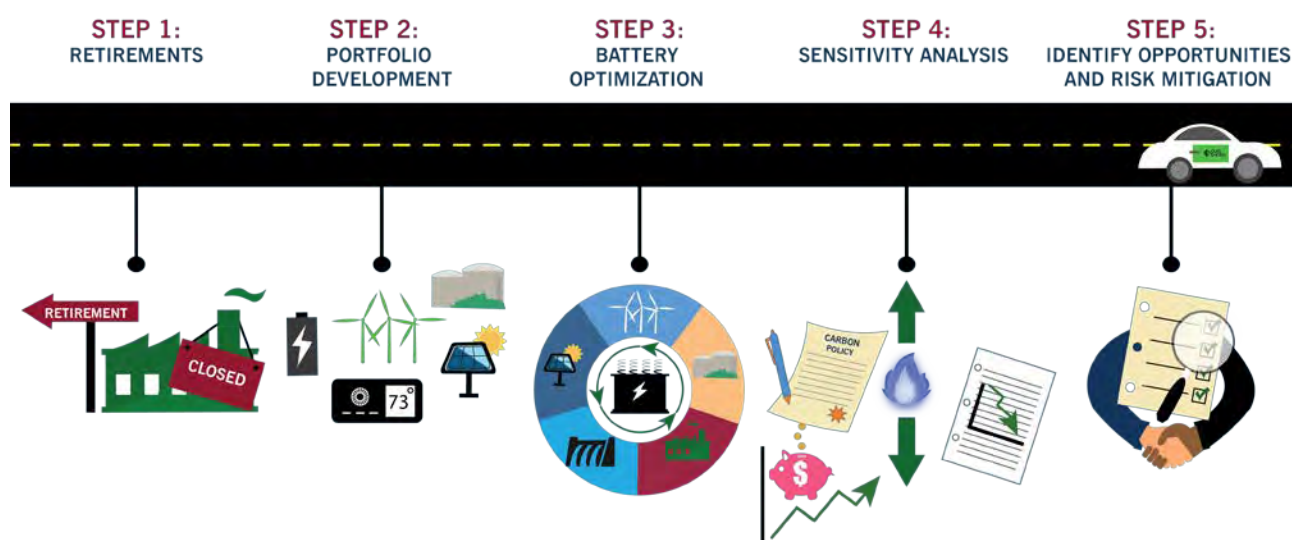 STEP 1:
RETIREMENTS
STEP 2:
PORTFOLIO
DEVELOPMENT
STEP 3:
BATTERY
OPTIMIZATION
STEP 4:
SENSITIVITY ANALYSIS
STEP 5:
IDENTIFY OPPORTUNITIES
AND RISK MITIGATION
RETIREMENT
CLOSED
73°
CARBON
POLICY
$